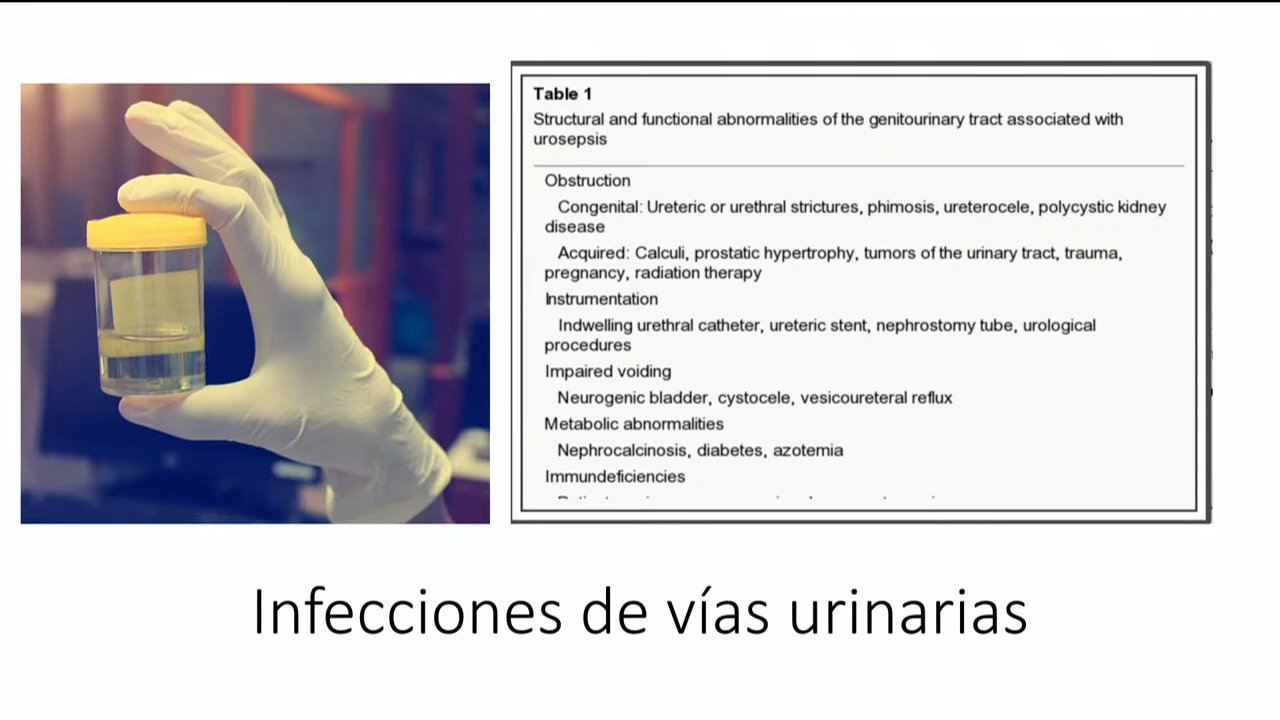 Table 1
Structural and functional abnormalities of the genitourinary tract associated with
urosepsis
Obstruction
Congenital: Ureteric or urethral strictures, phimosis, ureterocele, polycystic kidney
disease
Acquired: Calculi, prostatic hypertrophy, tumors of the urinary tract, trauma,
pregnancy, radiation therapy
Instrumentation
Indwelling urethral catheter, ureteric stent, nephrostomy tube, urological
procedures
Impaired voiding
Neurogenic bladder, cystocele, vesicoureteral reflux
Metabolic abnormalities
Nephrocalcinosis, diabetes, azotemia
Immundeficiencies
Infecciones de vías urinarias